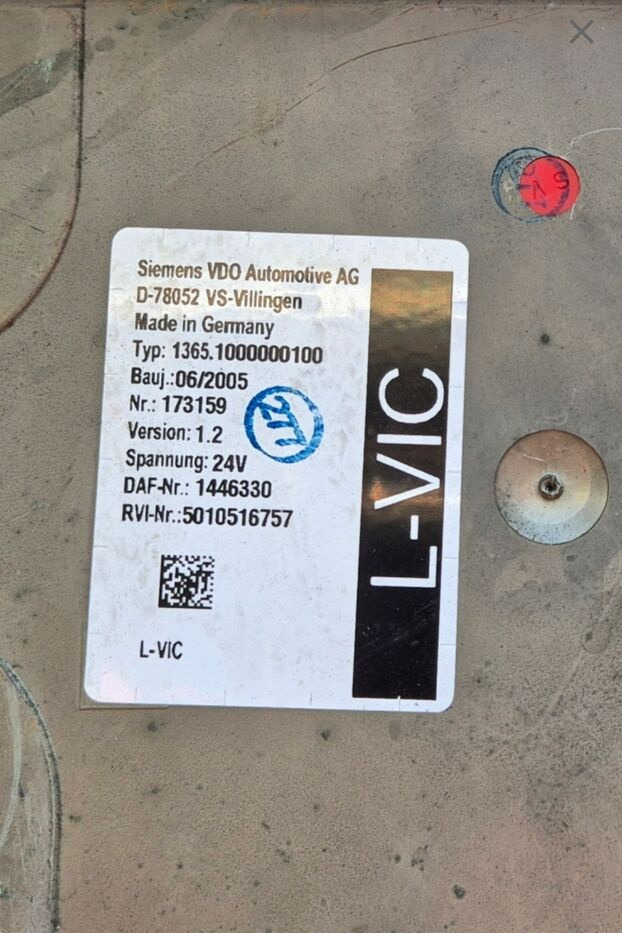 Siemens VDO Automotive AG
D-78052 VS-Villingen
Made in Germany
Typ: 1365.1000000100
Bauj.:06/2005
Nr.: 173159
Version: 1.2
Spannung: 24V
DAF-Nr.: 1446330
RVI-Nr.:5010516757
L-VIC
L-VIC